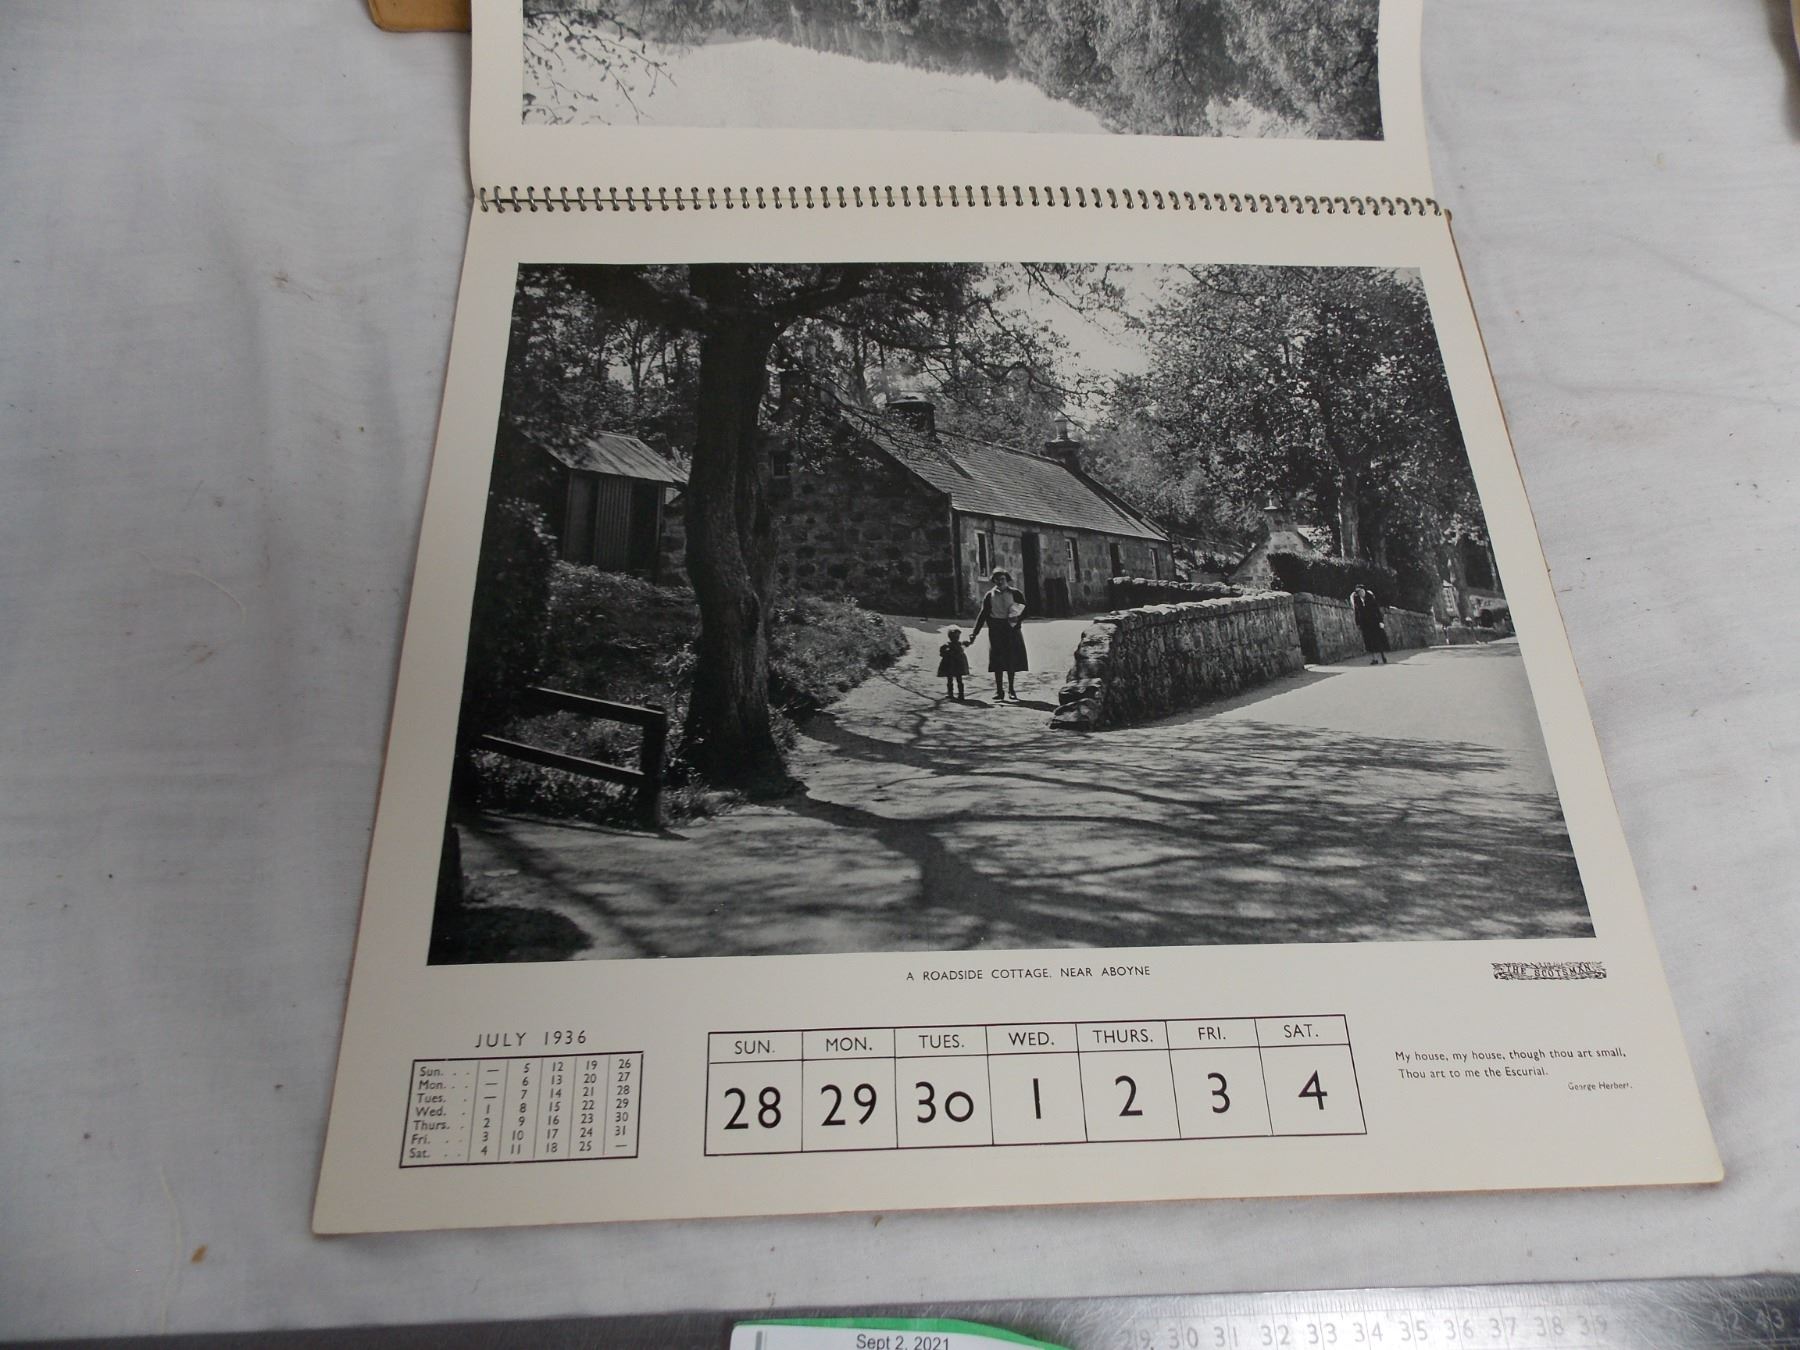 A ROADSIDE COTTAGE, NEAR ABOYNE
THE SCOTSMAN
JULY 1936
Sun. . . — 5 12 19 26
Mon. . . — 6 13 20 27
Tues. . — 7 14 21 28
Wed. . 1 8 15 22 29
Thurs. . 2 9 16 23 30
Fri. . . 3 10 17 24 31
Sat. . . 4 11 18 25 —
SUN. MON. TUES. WED. THURS. FRI. SAT.
28 29 30 1 2 3 4
My house, my house, though thou art small,
Thou art to me the Escurial.
George Herbert.
Sept 2, 2021
29 30 31 32 33 34 35 36 37 38 39 42 43